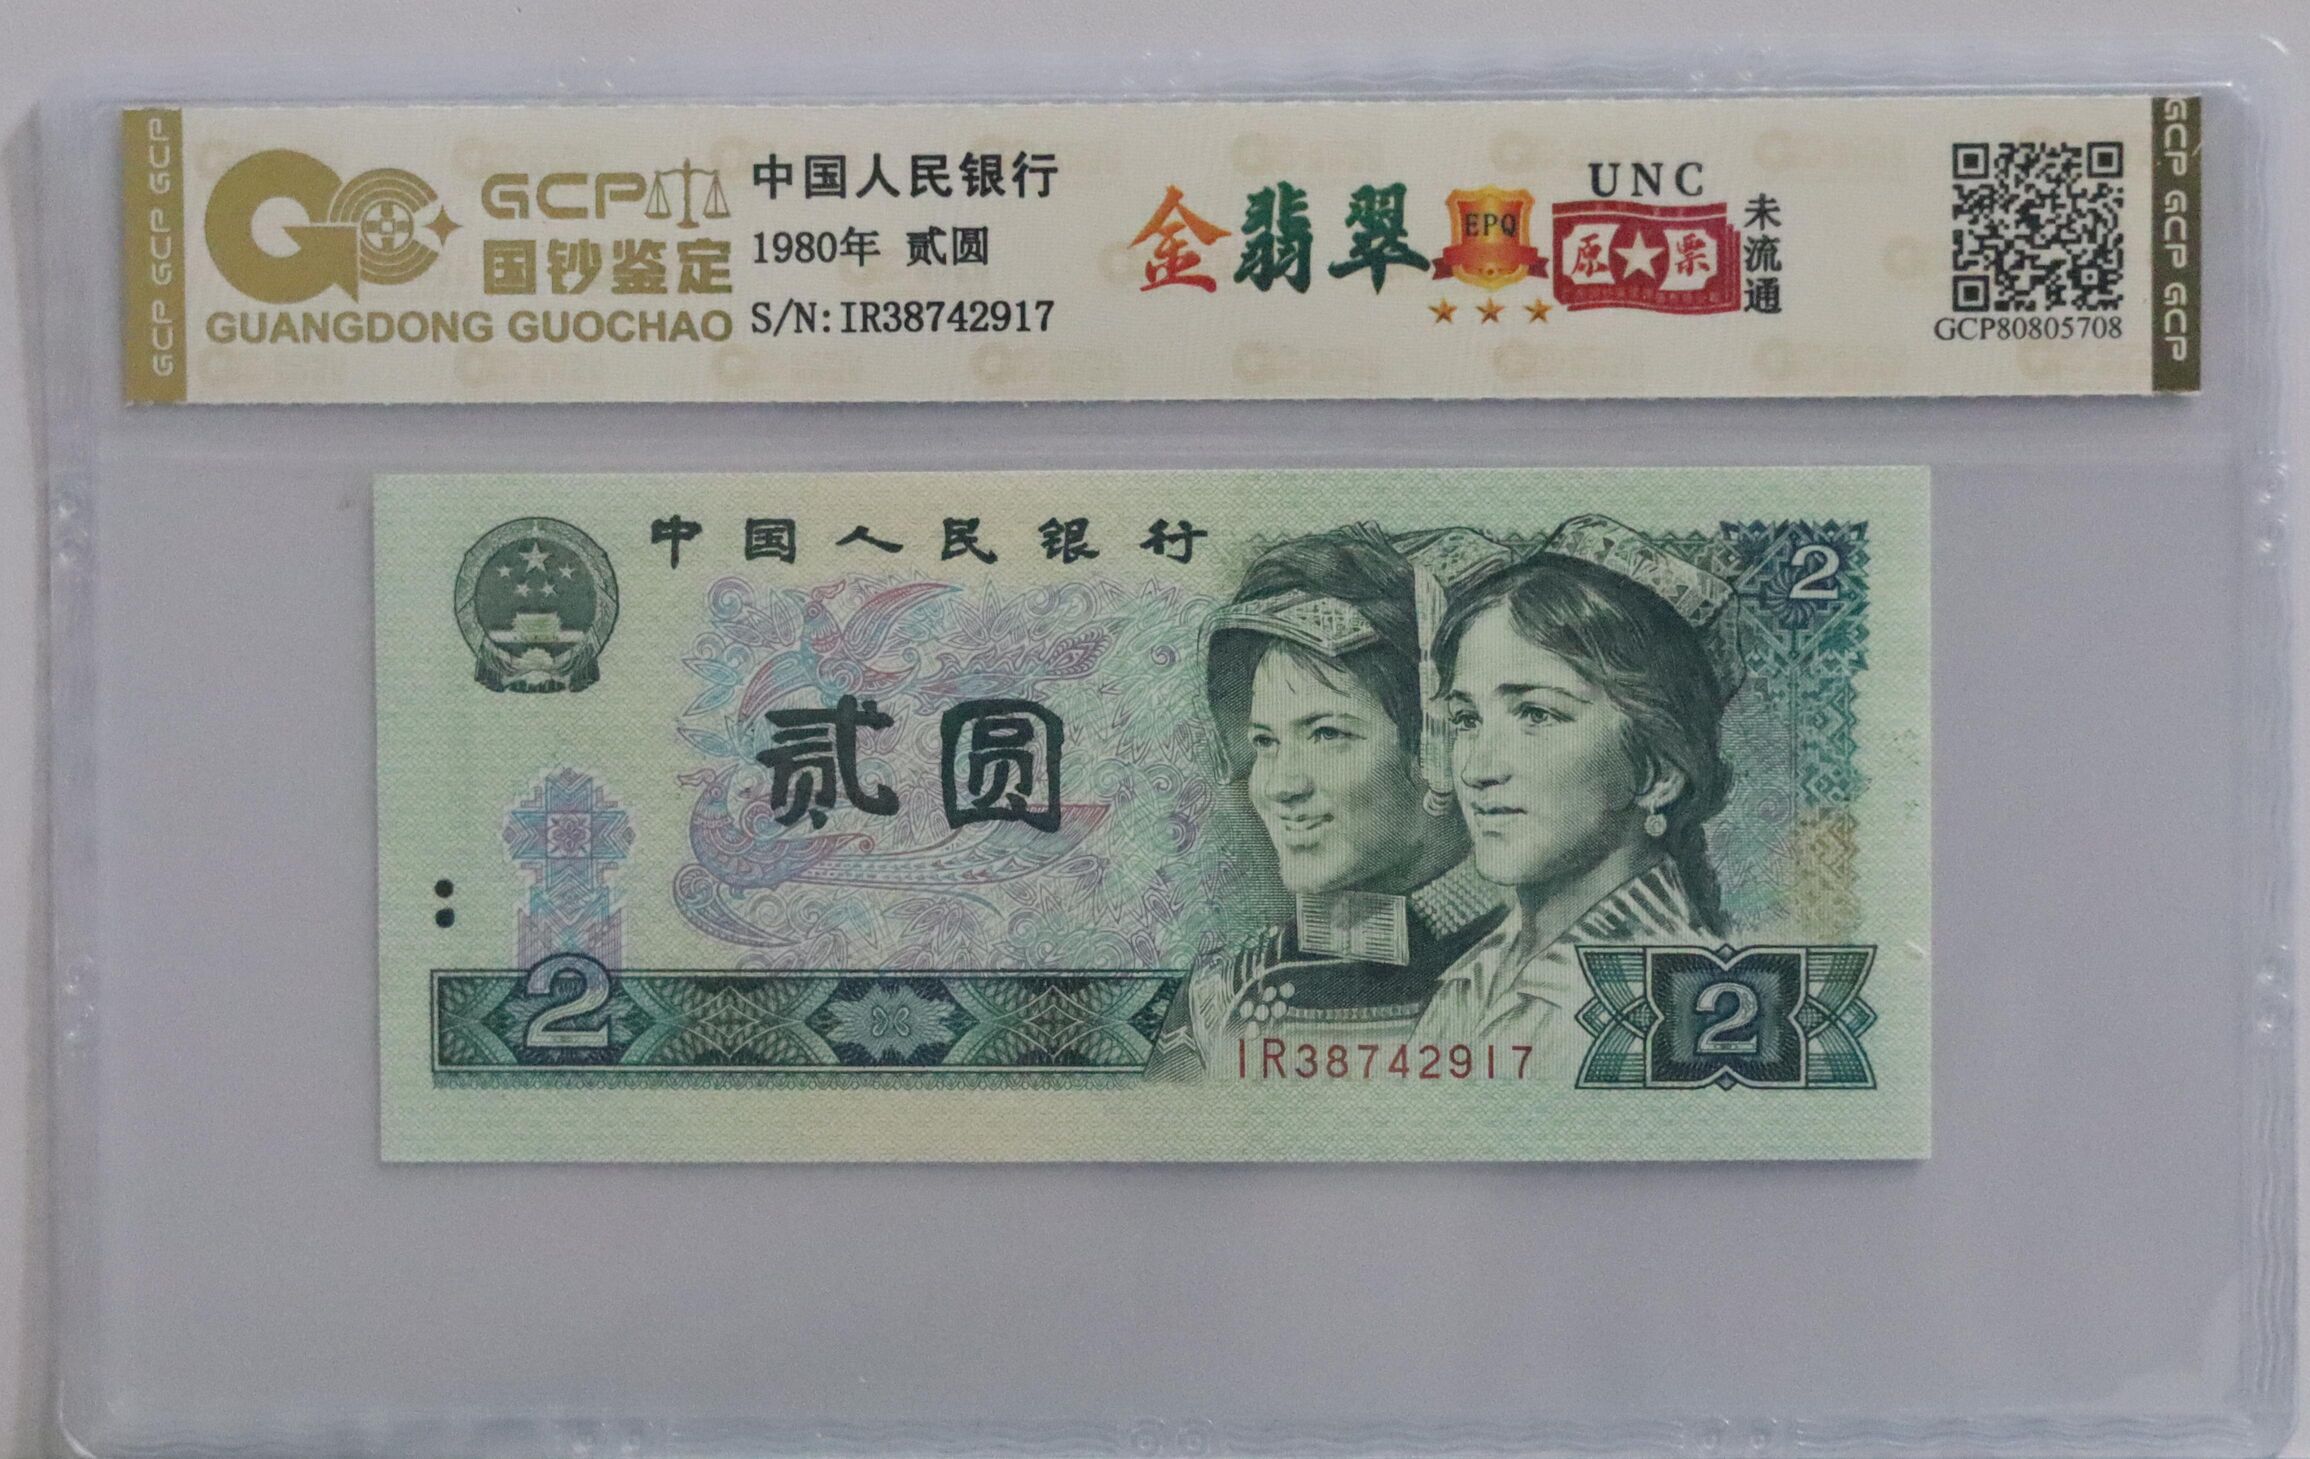 GCP GCP GCP
GCP
国钞鉴定
GUANGDONG GUOCHAO
中国人民银行
1980年 贰圆
S/N:IR38742917
金翡翠
EPQ
UNC
原★票
未流通
GCP80805708
GCP GCP GCP
中国人民银行
2
贰圆
2
IR38742917
2